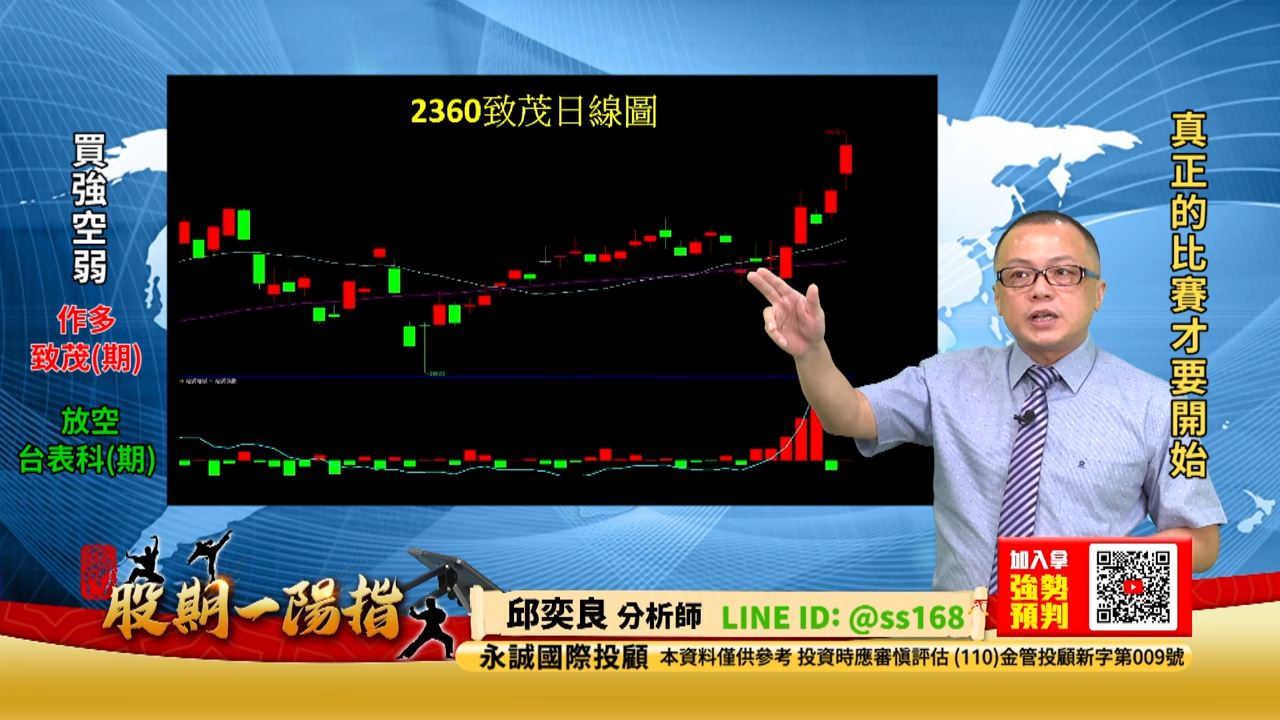 2360致茂日線圖
買強空弱
作多
致茂(期)
放空
台表科(期)
真正的比賽才要開始
股期一陽指
邱奕良 分析師 LINE ID: @ss168
永誠國際投顧 本資料僅供參考 投資時應審慎評估 (110)金管投顧新字第009號
加入拿
強勢
預判